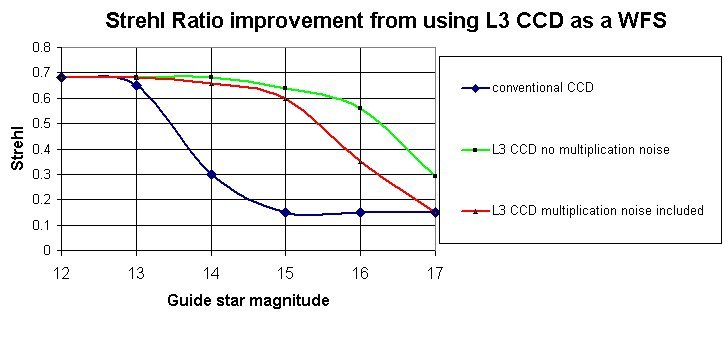 Strehl Ratio improvement from using L3 CCD as a WFS
0.8
0.7
0.6
0.5
0.4
0.3
0.2
0.1
0
Strehl
12 13 14 15 16 17
Guide star magnitude
conventional CCD
L3 CCD no multiplication noise
L3 CCD multiplication noise included